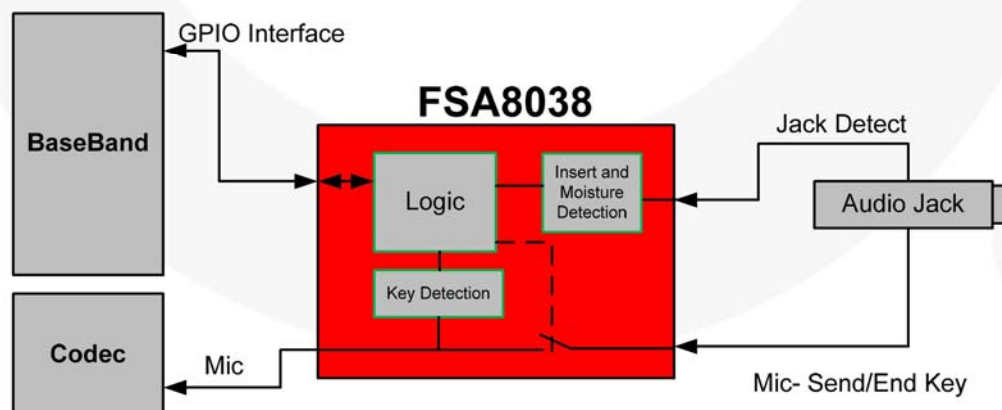 GPIO Interface
BaseBand
FSA8038
Jack Detect
Logic
Insert and
Moisture
Detection
Audio Jack
Key Detection
Codec
Mic
Mic- Send/End Key